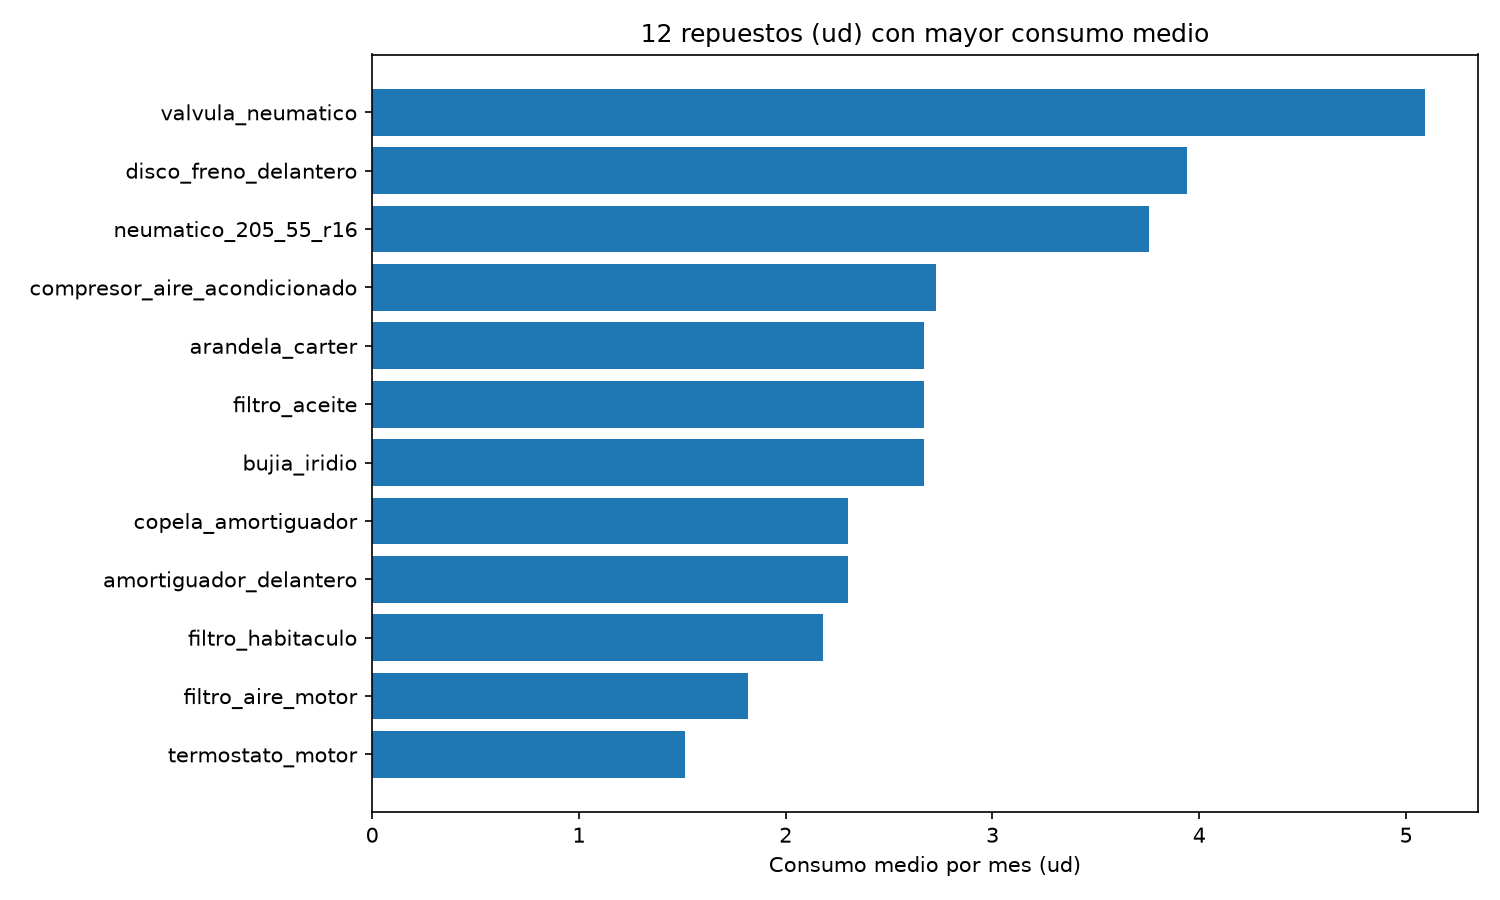 12 repuestos (ud) con mayor consumo medio
valvula_neumatico
disco_freno_delantero
neumatico_205_55_r16
compresor_aire_acondicionado
arandela_carter
filtro_aceite
bujia_iridio
copela_amortiguador
amortiguador_delantero
filtro_habitaculo
filtro_aire_motor
termostato_motor
0 1 2 3 4 5
Consumo medio por mes (ud)